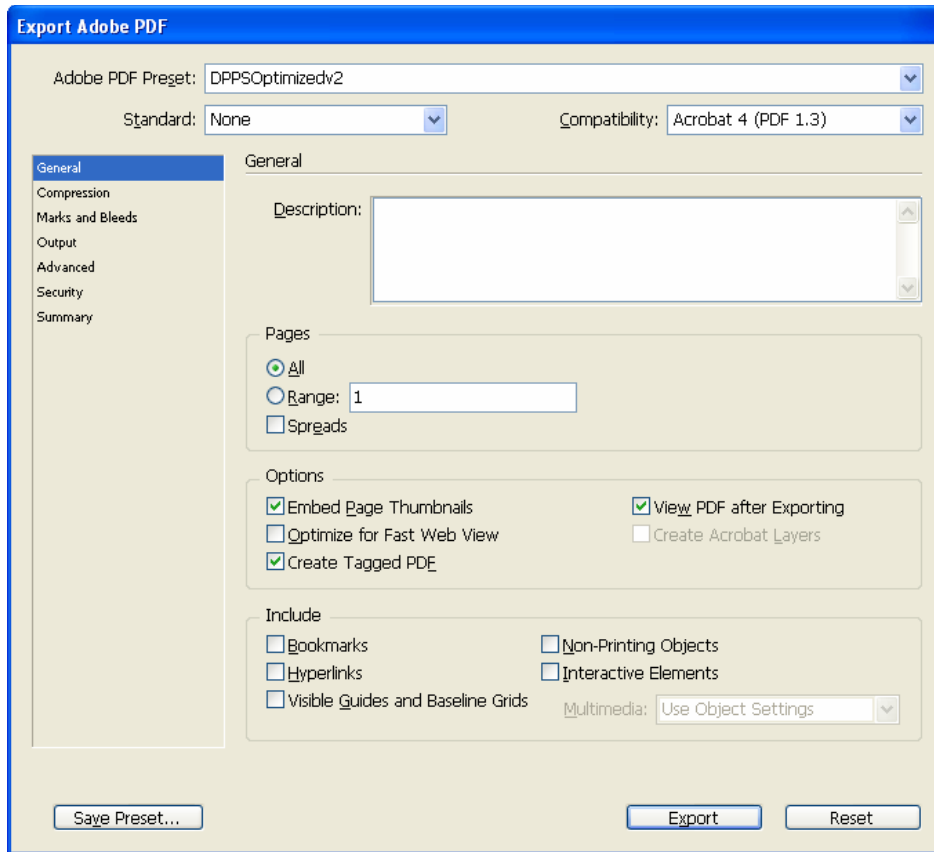 Export Adobe PDF
Adobe PDF Preset: DPPSOptimizedv2
Standard: None Compatibility: Acrobat 4 (PDF 1.3)
General
Compression
Marks and Bleeds
Output
Advanced
Security
Summary
General
Description:
Pages
All
Range: 1
Spreads
Options
Embed Page Thumbnails View PDF after Exporting
Optimize for Fast Web View Create Acrobat Layers
Create Tagged PDF
Include
Bookmarks Non-Printing Objects
Hyperlinks Interactive Elements
Visible Guides and Baseline Grids
Multimedia: Use Object Settings
Save Preset... Export Reset